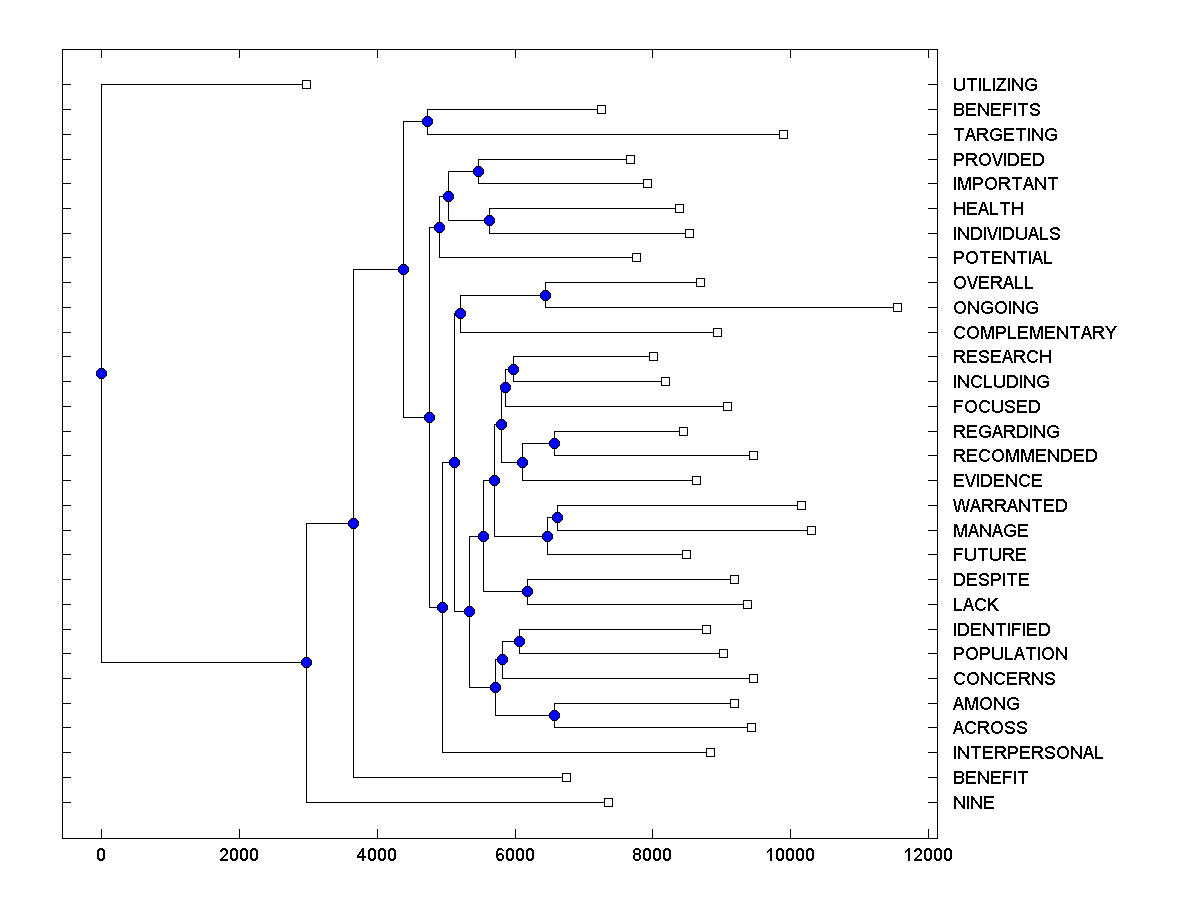 UTILIZING
BENEFITS
TARGETING
PROVIDED
IMPORTANT
HEALTH
INDIVIDUALS
POTENTIAL
OVERALL
ONGOING
COMPLEMENTARY
RESEARCH
INCLUDING
FOCUSED
REGARDING
RECOMMENDED
EVIDENCE
WARRANTED
MANAGE
FUTURE
DESPITE
LACK
IDENTIFIED
POPULATION
CONCERNS
AMONG
ACROSS
INTERPERSONAL
BENEFIT
NINE
0 2000 4000 6000 8000 10000 12000